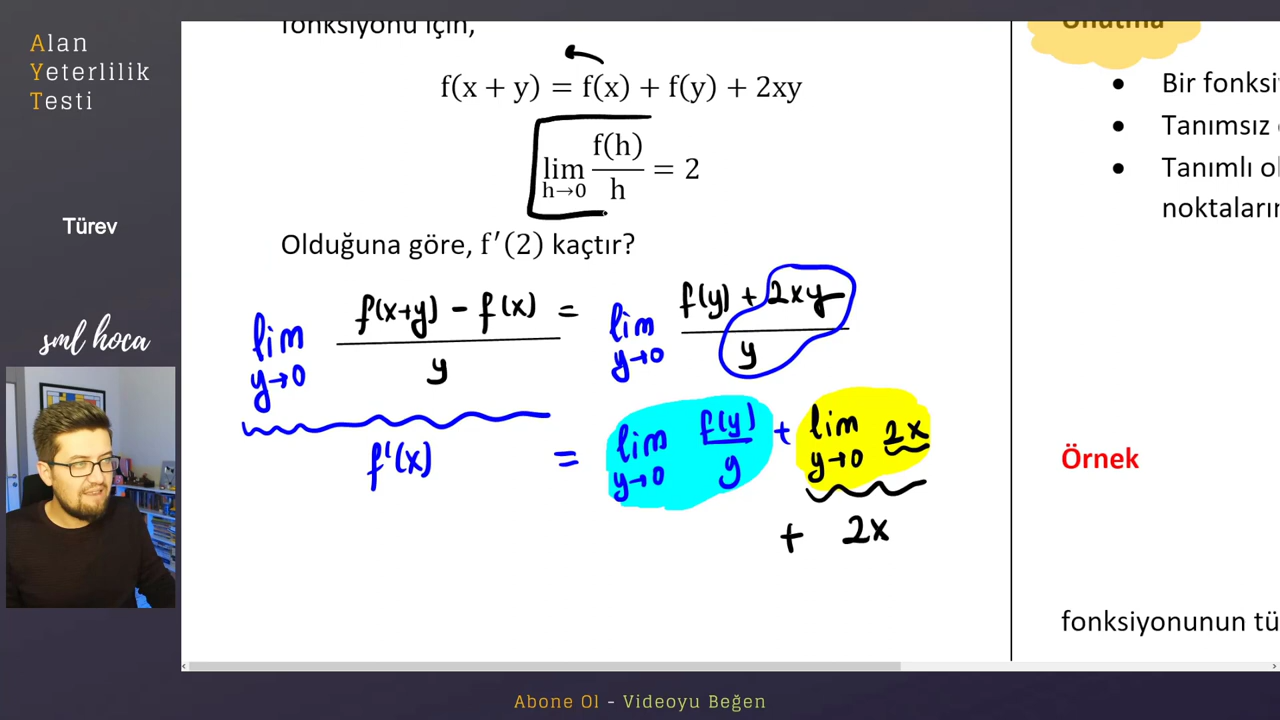 Alan
Yeterlilik
Testi
Türev
sml hoca
fonksiyonu için,
f(x + y) = f(x) + f(y) + 2xy
lim h→0 f(h)/h = 2
Olduğuna göre, f′(2) kaçtır?
lim y→0 f(x+y) - f(x) / y = lim y→0 f(y) + 2xy / y
f'(x) = lim y→0 f(y)/y + lim y→0 2x
+ 2x
Unutma
• Bir fonksi
• Tanımsız
• Tanımlı ol
noktaların
Örnek
fonksiyonunun tü
Abone Ol - Videoyu Beğen